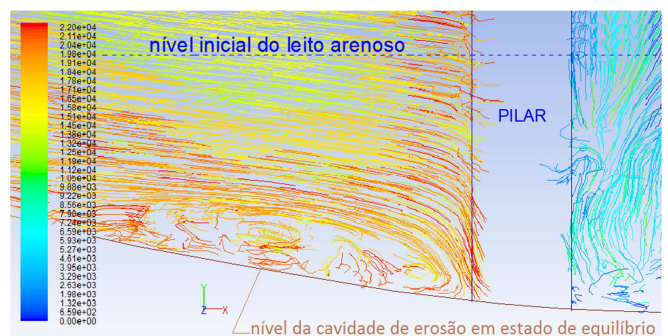 2.20e+04
2.11e+04
2.04e+04
1.98e+04
1.91e+04
1.84e+04
1.78e+04
1.71e+04
1.65e+04
1.58e+04
1.51e+04
1.45e+04
1.38e+04
1.32e+04
1.25e+04
1.19e+04
1.12e+04
1.05e+04
9.88e+03
9.22e+03
8.56e+03
7.90e+03
7.24e+03
6.59e+03
5.93e+03
5.27e+03
4.61e+03
3.95e+03
3.29e+03
2.63e+03
1.98e+03
1.32e+03
6.59e+02
0.00e+00
nível inicial do leito arenoso
PILAR
Y
Z
X
nível da cavidade de erosão em estado de equilíbrio